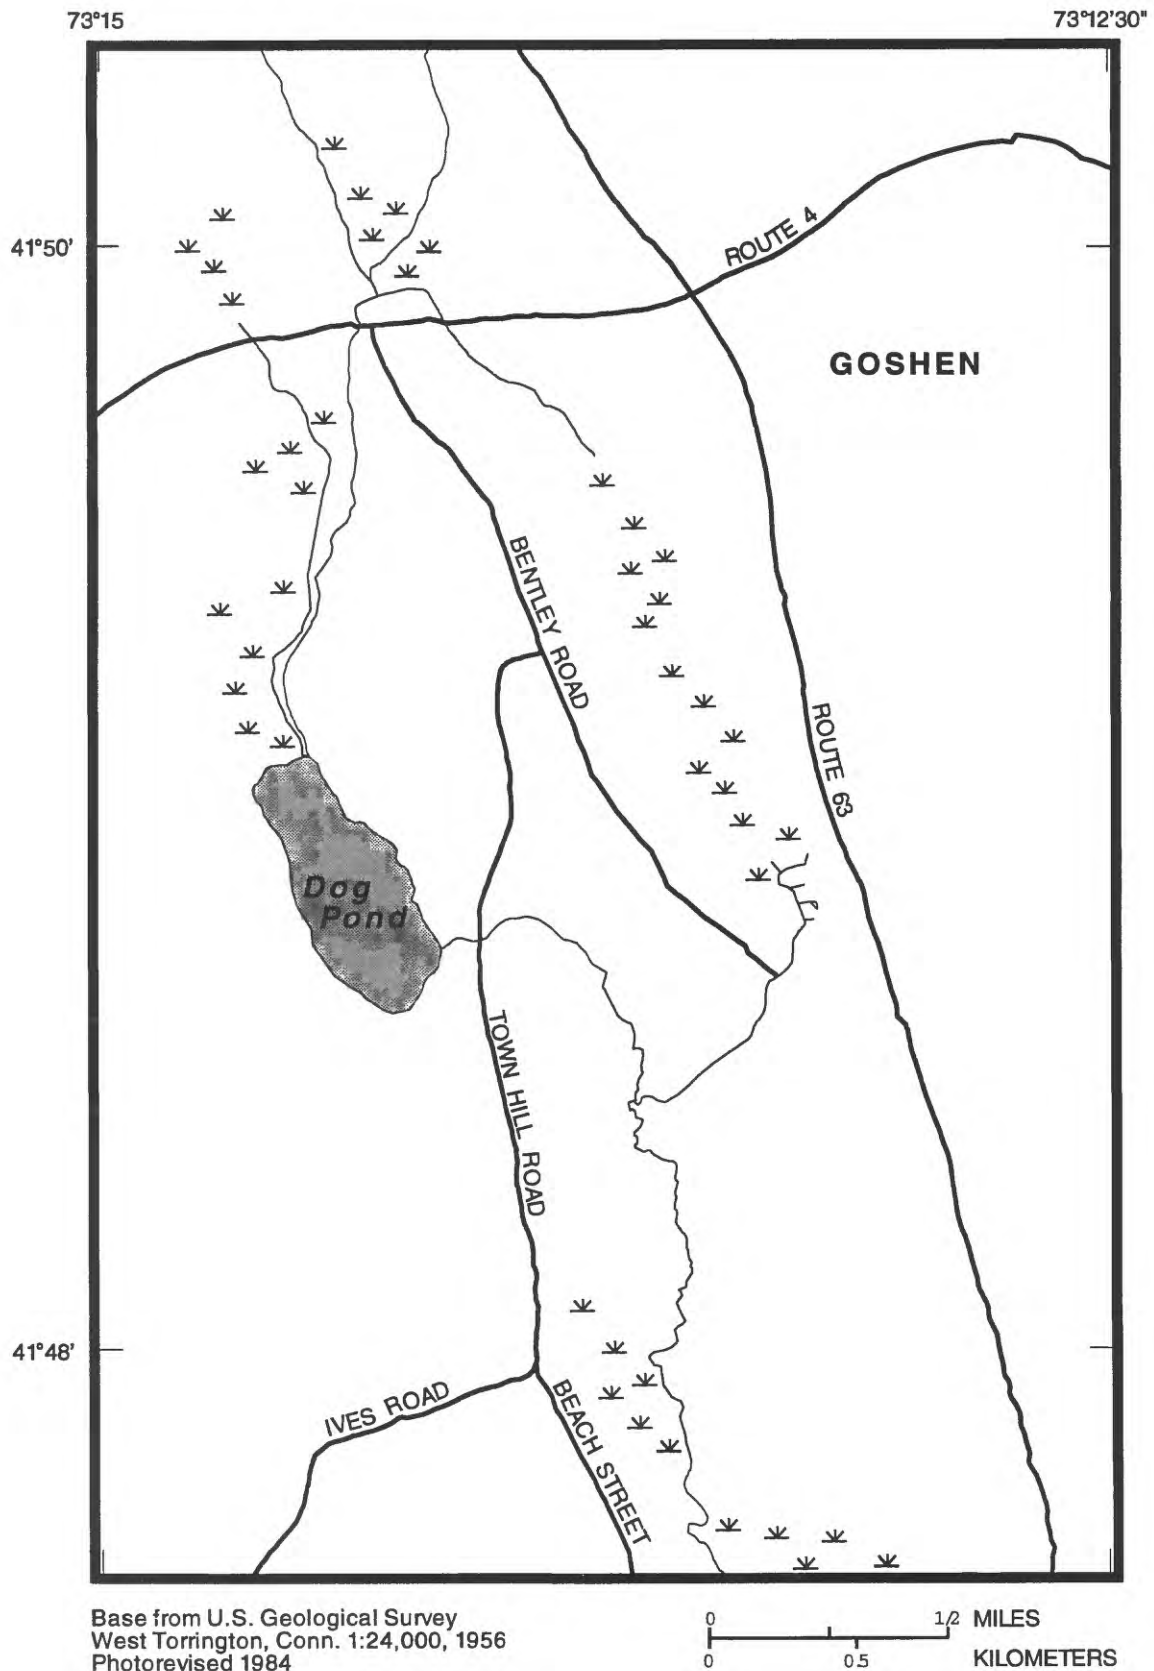 73°15
73°12'30"
41°50'
ROUTE 4
GOSHEN
BENTLEY ROAD
ROUTE 63
Dog
Pond
TOWN HILL ROAD
41°48'
IVES ROAD
BEACH STREET
Base from U.S. Geological Survey
West Torrington, Conn. 1:24,000, 1956
Photorevised 1984
0 1/2 MILES
0 0.5 KILOMETERS